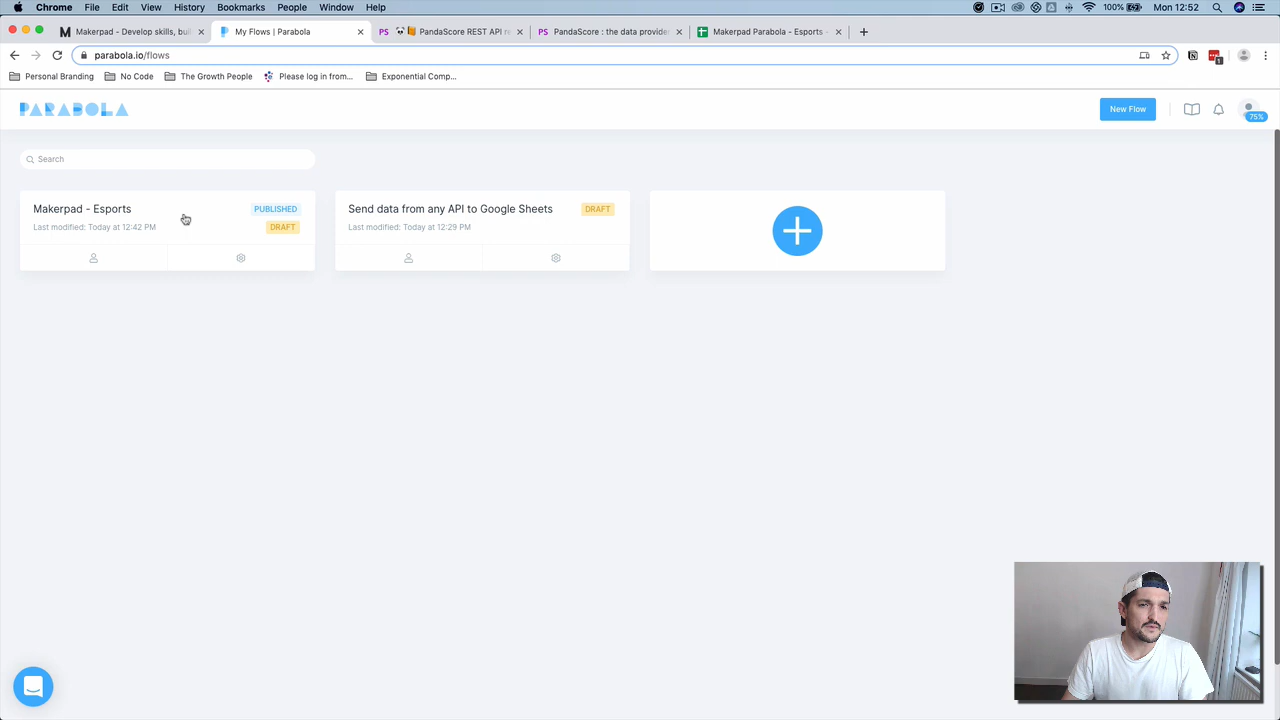 Chrome File Edit View History Bookmarks People Window Help 100% Mon 12:52
Makerpad - Develop skills, buil My Flows | Parabola PandaScore REST API re PandaScore : the data provider Makerpad Parabola - Esports -
parabola.io/flows
Personal Branding No Code The Growth People Please log in from... Exponential Comp...
PARABOLA New Flow 75%
Search
Makerpad - Esports PUBLISHED Send data from any API to Google Sheets DRAFT
Last modified: Today at 12:42 PM DRAFT Last modified: Today at 12:29 PM